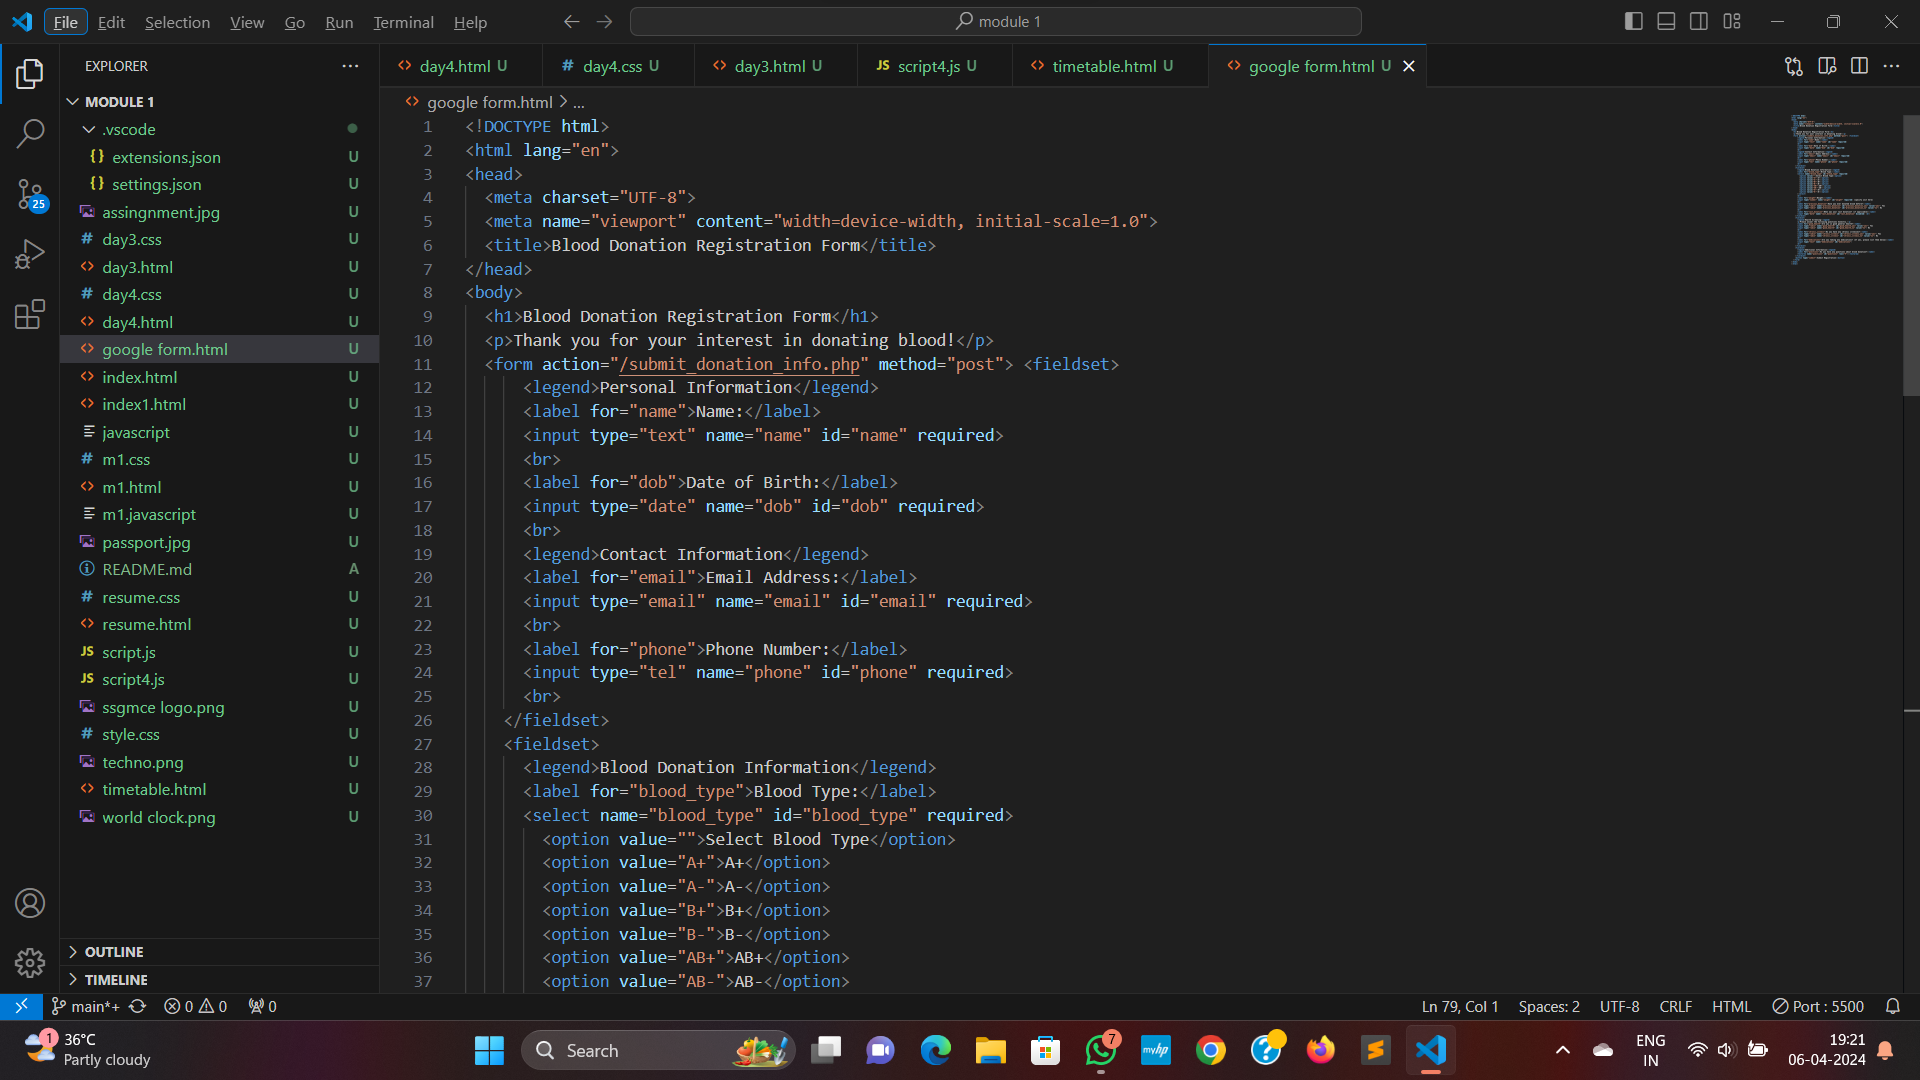 File Edit Selection View Go Run Terminal Help
module 1
EXPLORER
MODULE 1
.vscode
extensions.json U
settings.json U
assingnment.jpg U
day3.css U
day3.html U
day4.css U
day4.html U
google form.html U
index.html U
index1.html U
javascript U
m1.css U
m1.html U
m1.javascript U
passport.jpg U
README.md A
resume.css U
resume.html U
script.js U
script4.js U
ssgmce logo.png U
style.css U
techno.png U
timetable.html U
world clock.png U
OUTLINE
TIMELINE
25
day4.html U day4.css U day3.html U JS script4.js U timetable.html U google form.html U
google form.html > ...
1 <!DOCTYPE html>
2 <html lang="en">
3 <head>
4 <meta charset="UTF-8">
5 <meta name="viewport" content="width=device-width, initial-scale=1.0">
6 <title>Blood Donation Registration Form</title>
7 </head>
8 <body>
9 <h1>Blood Donation Registration Form</h1>
10 <p>Thank you for your interest in donating blood!</p>
11 <form action="/submit_donation_info.php" method="post"> <fieldset>
12 <legend>Personal Information</legend>
13 <label for="name">Name:</label>
14 <input type="text" name="name" id="name" required>
15 <br>
16 <label for="dob">Date of Birth:</label>
17 <input type="date" name="dob" id="dob" required>
18 <br>
19 <legend>Contact Information</legend>
20 <label for="email">Email Address:</label>
21 <input type="email" name="email" id="email" required>
22 <br>
23 <label for="phone">Phone Number:</label>
24 <input type="tel" name="phone" id="phone" required>
25 <br>
26 </fieldset>
27 <fieldset>
28 <legend>Blood Donation Information</legend>
29 <label for="blood_type">Blood Type:</label>
30 <select name="blood_type" id="blood_type" required>
31 <option value="">Select Blood Type</option>
32 <option value="A+">A+</option>
33 <option value="A-">A-</option>
34 <option value="B+">B+</option>
35 <option value="B-">B-</option>
36 <option value="AB+">AB+</option>
37 <option value="AB-">AB-</option>
main*+ 0 0 0 Ln 79, Col 1 Spaces: 2 UTF-8 CRLF HTML Port : 5500
1 36°C
Partly cloudy
Search
7
myhp
ENG
IN
19:21
06-04-2024